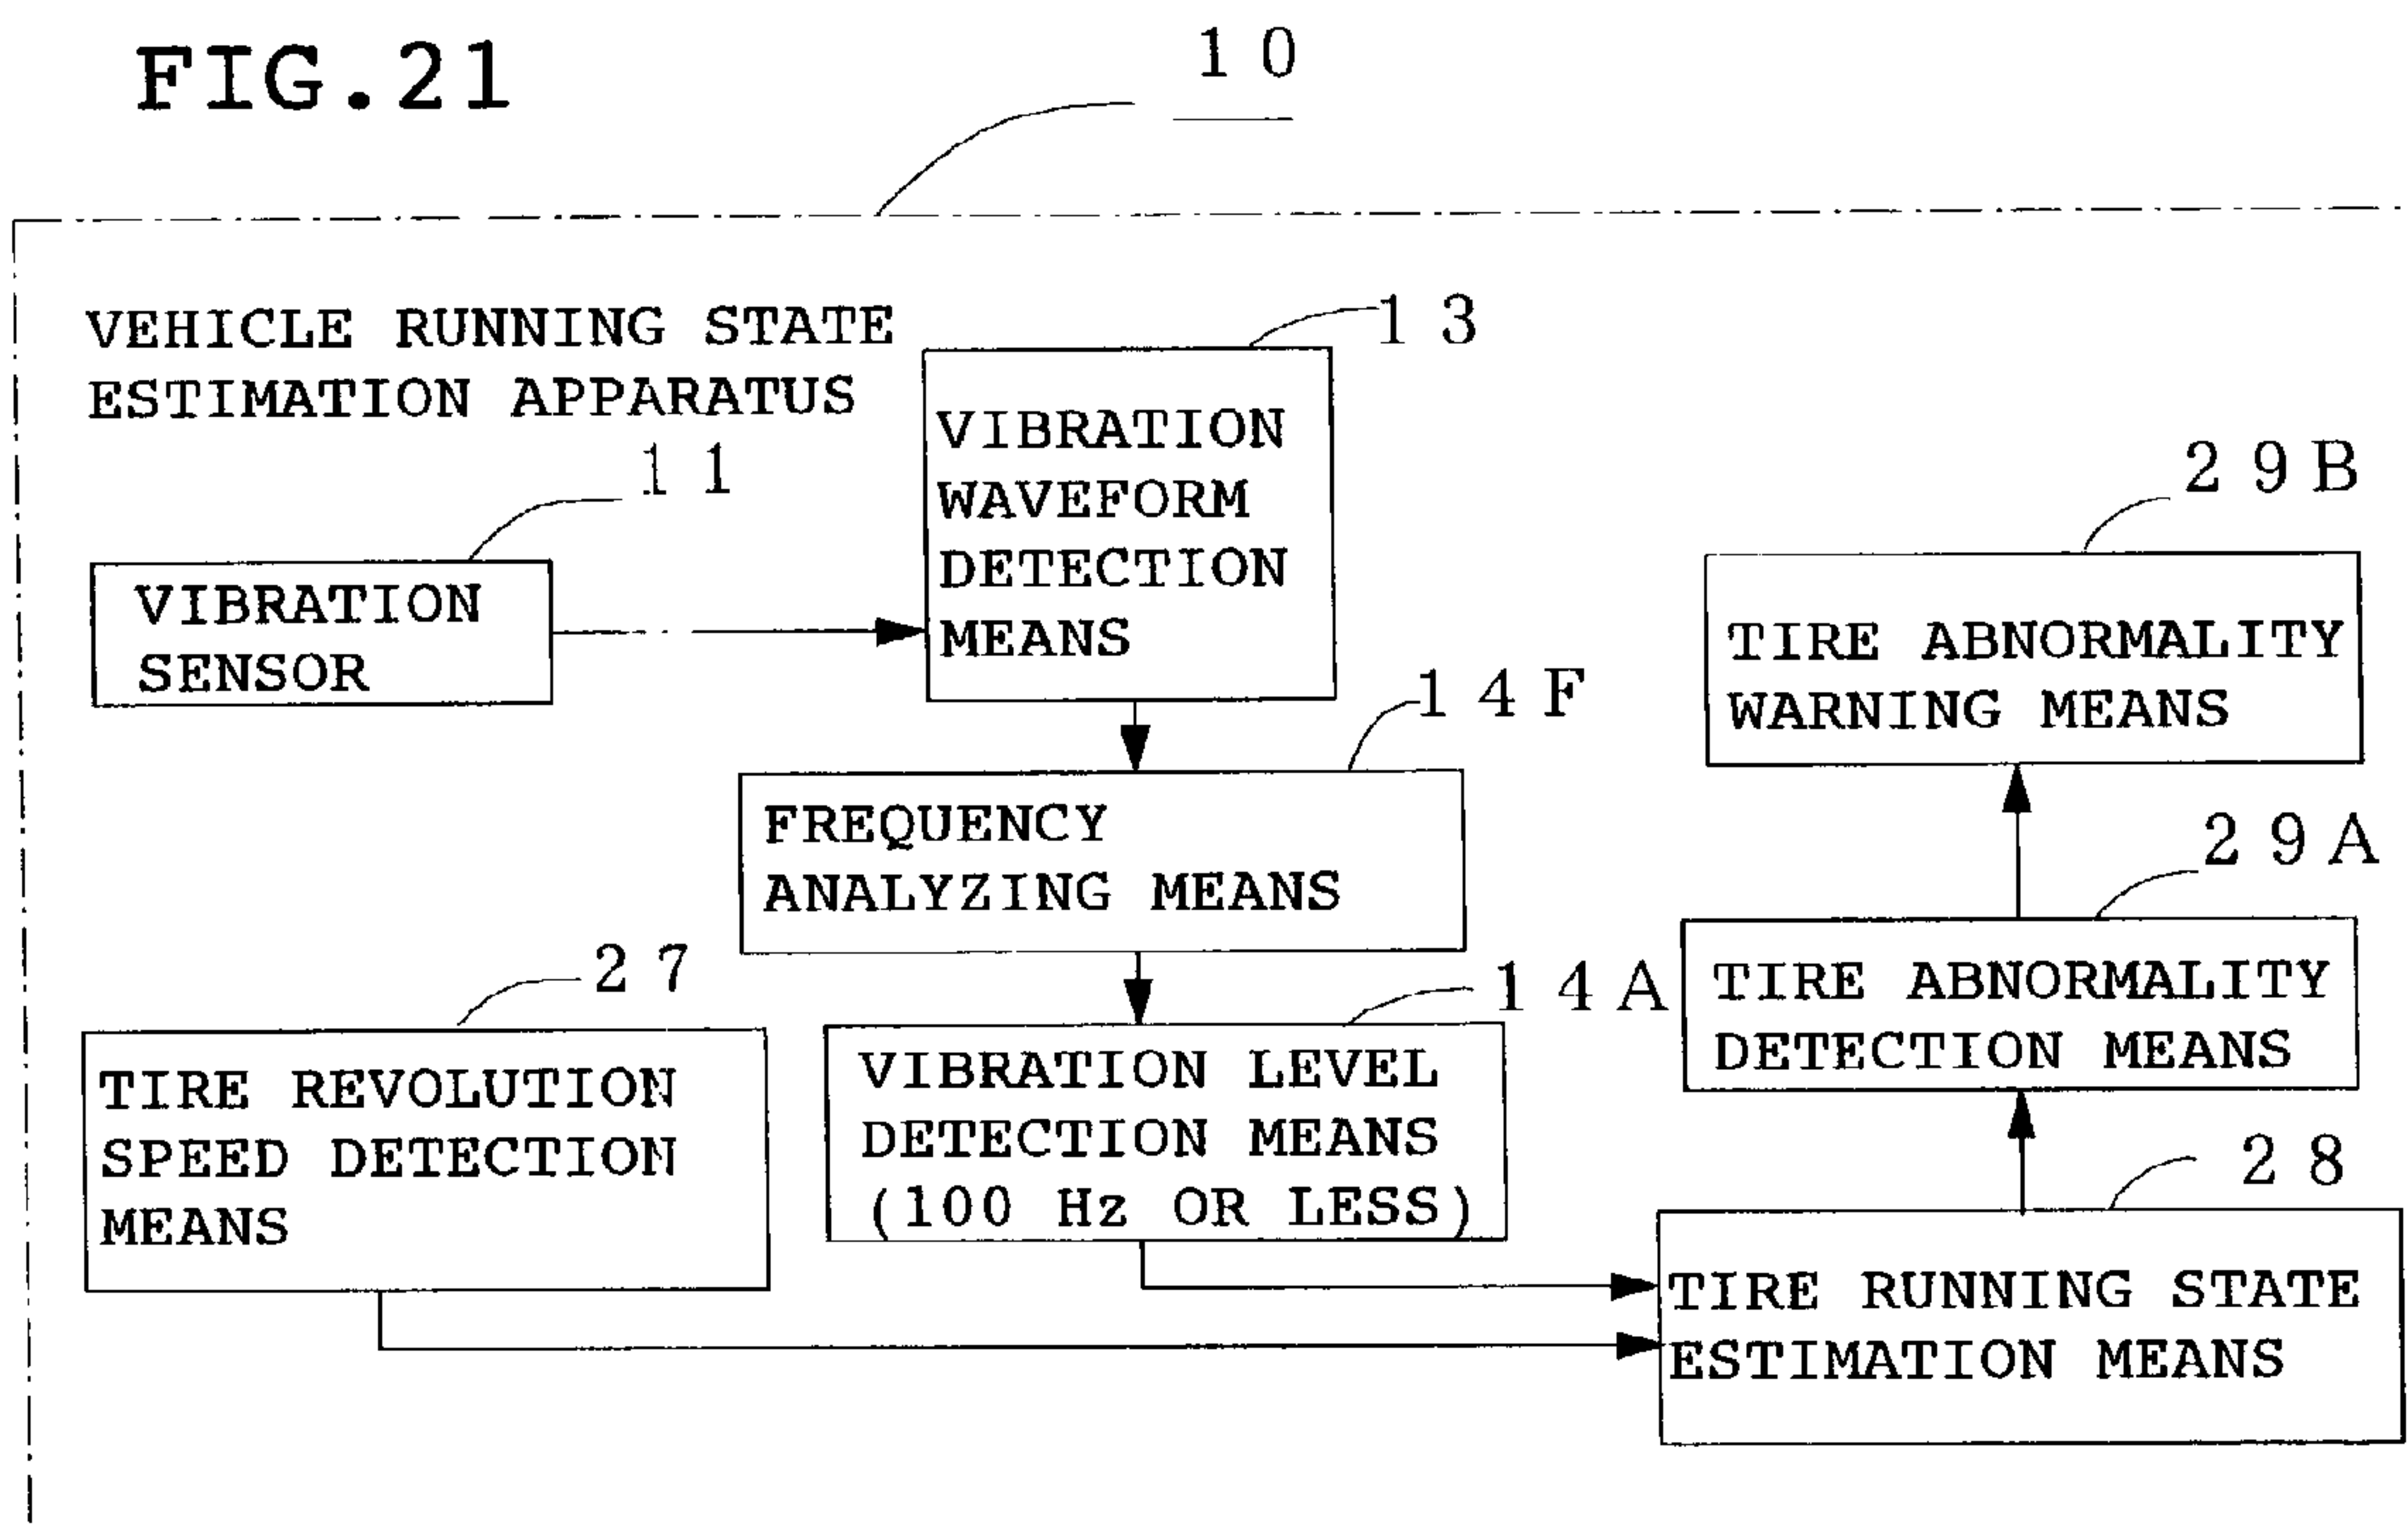 FIG.21
10
VEHICLE RUNNING STATE
ESTIMATION APPARATUS
11
VIBRATION
SENSOR
13
VIBRATION
WAVEFORM
DETECTION
MEANS
14F
FREQUENCY
ANALYZING MEANS
27
TIRE REVOLUTION
SPEED DETECTION
MEANS
14A
VIBRATION LEVEL
DETECTION MEANS
(100 Hz OR LESS)
29B
TIRE ABNORMALITY
WARNING MEANS
29A
TIRE ABNORMALITY
DETECTION MEANS
28
TIRE RUNNING STATE
ESTIMATION MEANS